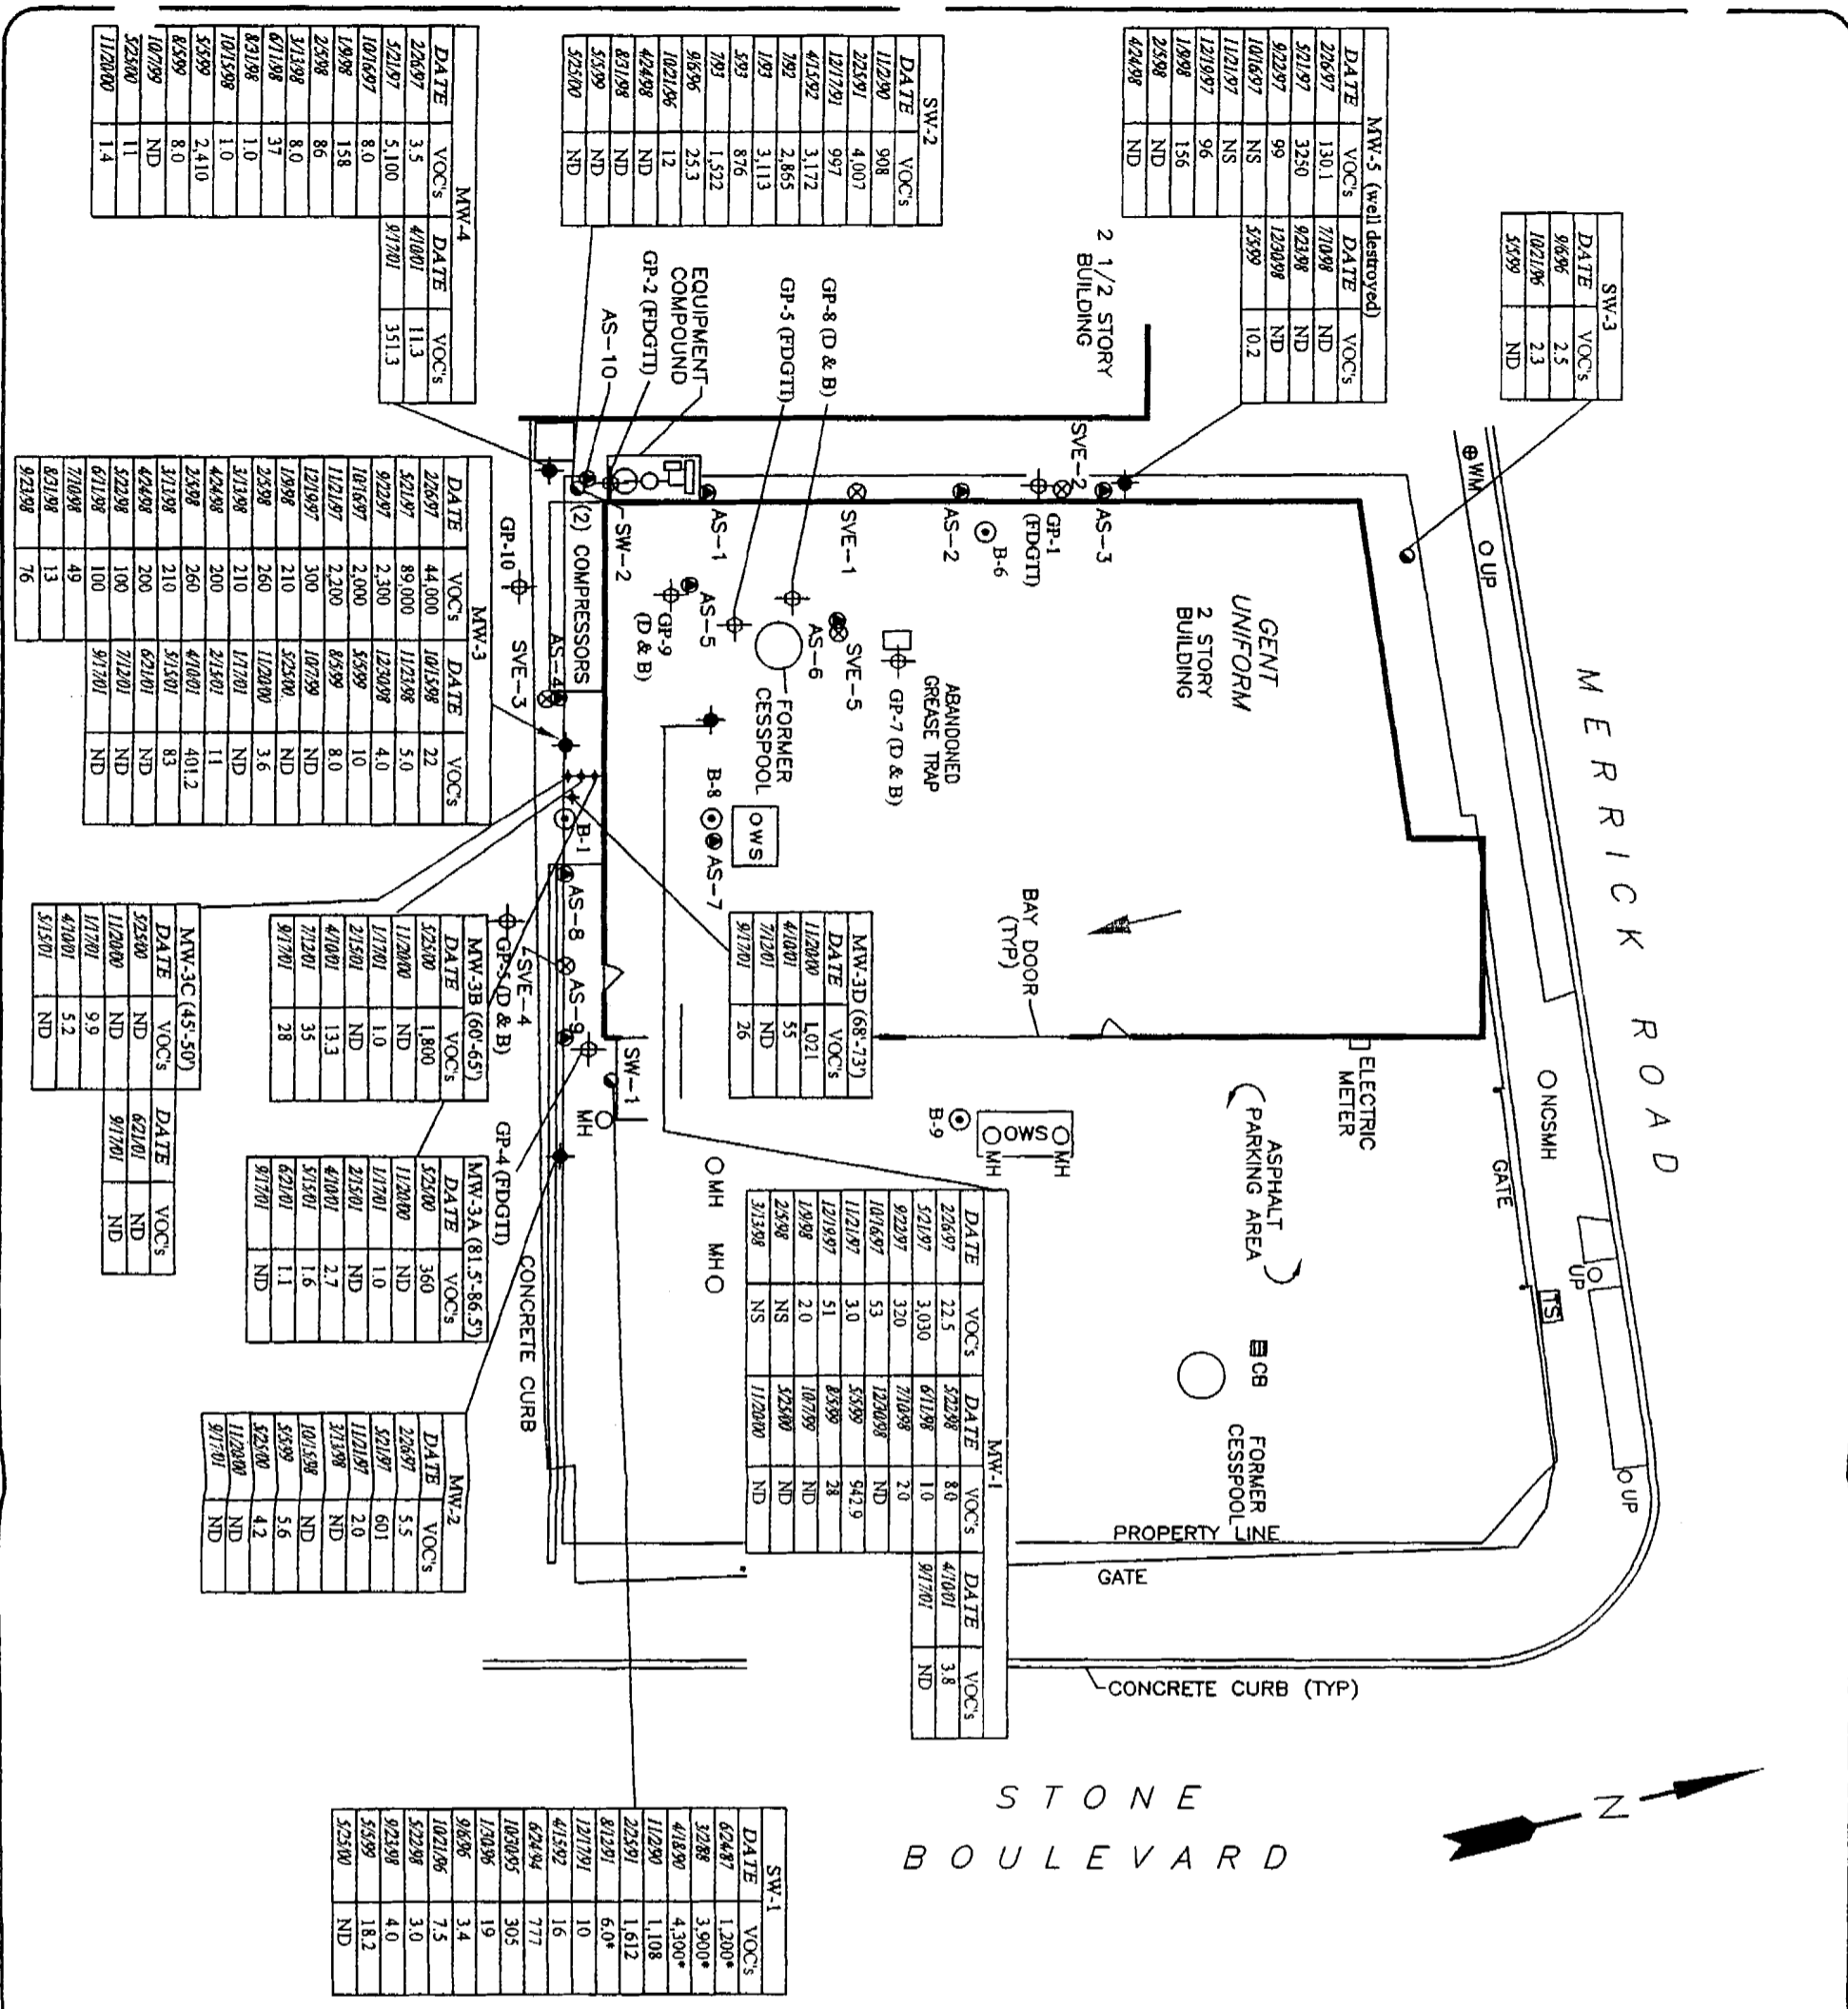 SW-3
DATE VOC's
9/6/96 2.5
10/21/96 2.3
5/5/99 ND
MW-5 (well destroyed)
DATE VOC's DATE VOC's
2/26/97 130.1 7/10/98 ND
5/21/97 3250 9/23/98 ND
9/22/97 99 12/30/98 ND
10/16/97 NS 5/5/99 10.2
11/21/97 NS
12/19/97 96
1/9/98 156
2/5/98 ND
4/24/98 ND
SW-2
DATE VOC's
11/2/90 908
2/25/91 4,007
12/17/91 997
4/15/92 3,172
7/92 2,865
1/93 3,113
5/93 876
7/93 1,522
9/6/96 25.3
10/21/96 12
4/24/98 ND
8/31/98 ND
5/5/99 ND
5/25/00 ND
MW-4
DATE VOC's DATE VOC's
2/26/97 3.5 4/10/01 11.3
5/21/97 5,100 9/17/01 351.3
10/16/97 8.0
1/9/98 158
2/5/98 86
3/13/98 8.0
6/11/98 37
8/31/98 1.0
10/15/98 1.0
5/5/99 2,410
8/5/99 8.0
10/7/99 ND
5/25/00 11
11/20/00 1.4
MERRICK ROAD
WM
UP
NCSMH
GATE
UP
TS
UP
2 1/2 STORY
BUILDING
GENT
UNIFORM
2 STORY
BUILDING
SVE-2
AS-3
GP-1
(FDGTI)
B-6
AS-2
SVE-1
AS-1
GP-8 (D & B)
GP-5 (FDGTI)
EQUIPMENT
COMPOUND
GP-2 (FDGTI)
AS-10
SW-2
(2) COMPRESSORS
GP-10
SVE-3
AS-4
ABANDONED
GREASE TRAP
GP-7 (D & B)
SVE-5
AS-6
FORMER
CESSPOOL
AS-5
GP-9
(D & B)
OWS
B-8
AS-7
B-1
AS-8
SVE-4
GP-5 (D & B)
AS-9
SW-1
MH
GP-4 (FDGTI)
CONCRETE CURB
BAY DOOR
(TYP)
ELECTRIC
METER
ASPHALT
PARKING AREA
B-9
OWS
MH
MH
MH
MH
CB
FORMER
CESSPOOL
PROPERTY LINE
GATE
CONCRETE CURB (TYP)
STONE
BOULEVARD
N
MW-3
DATE VOC's DATE VOC's
2/26/97 44,000 10/15/98 22
5/21/97 89,000 11/23/98 5.0
9/22/97 2,300 12/30/98 4.0
10/16/97 2,000 5/5/99 10
11/21/97 2,200 8/5/99 8.0
12/19/97 300 10/7/99 ND
1/9/98 210 5/25/00 ND
2/5/98 260 11/20/00 3.6
3/13/98 210 1/17/01 ND
4/24/98 200 2/15/01 11
2/5/98 260 4/10/01 401.2
3/13/98 210 5/15/01 83
4/24/98 200 6/21/01 ND
5/22/98 100 7/12/01 ND
6/11/98 100 9/17/01 ND
7/10/98 49
8/31/98 13
9/23/98 76
MW-3D (68'-73')
DATE VOC's
11/20/00 1,021
4/10/01 55
7/12/01 ND
9/17/01 26
MW-3B (60'-65')
DATE VOC's
5/25/00 1,800
11/20/00 ND
1/17/01 1.0
2/15/01 ND
4/10/01 13.3
7/12/01 35
9/17/01 28
MW-3C (45'-50')
DATE VOC's DATE VOC's
5/25/00 ND 6/21/01 ND
11/20/00 ND 9/17/01 ND
1/17/01 9.9
4/10/01 5.2
5/15/01 ND
MW-3A (81.5'-86.5')
DATE VOC's
5/25/00 360
11/20/00 ND
1/17/01 1.0
2/15/01 ND
4/10/01 2.7
5/15/01 1.6
6/21/01 1.1
9/17/01 ND
MW-1
DATE VOC's DATE VOC's DATE VOC's
2/26/97 22.5 5/22/98 8.0 4/10/01 3.8
5/21/97 3,030 6/11/98 1.0 9/17/01 ND
9/22/97 320 7/10/98 2.0
10/16/97 53 12/30/98 ND
11/21/97 3.0 5/5/99 942.9
12/19/97 51 8/5/99 28
1/9/98 2.0 10/7/99 ND
2/5/98 NS 5/25/00 ND
3/13/98 NS 11/20/00 ND
MW-2
DATE VOC's
2/26/97 5.5
5/21/97 601
11/21/97 2.0
3/13/98 ND
10/15/98 ND
5/5/99 5.6
5/25/00 4.2
11/20/00 ND
9/17/01 ND
SW-1
DATE VOC's
6/24/87 1,200*
3/2/88 3,900*
4/18/90 4,300*
11/2/90 1,108
2/25/91 1,612
8/12/91 6.0*
12/17/91 10
4/15/92 16
6/24/94 777
10/30/95 305
1/30/96 19
9/6/96 3.4
10/21/96 7.5
5/22/98 3.0
9/23/98 4.0
5/5/99 18.2
5/25/00 ND